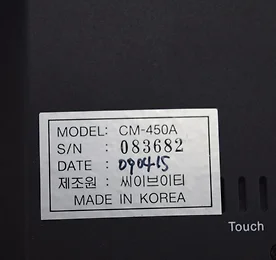 MODEL: CM-450A
S/N : 083682
DATE : 090415
제조원 : 씨이브이티
MADE IN KOREA
Touch